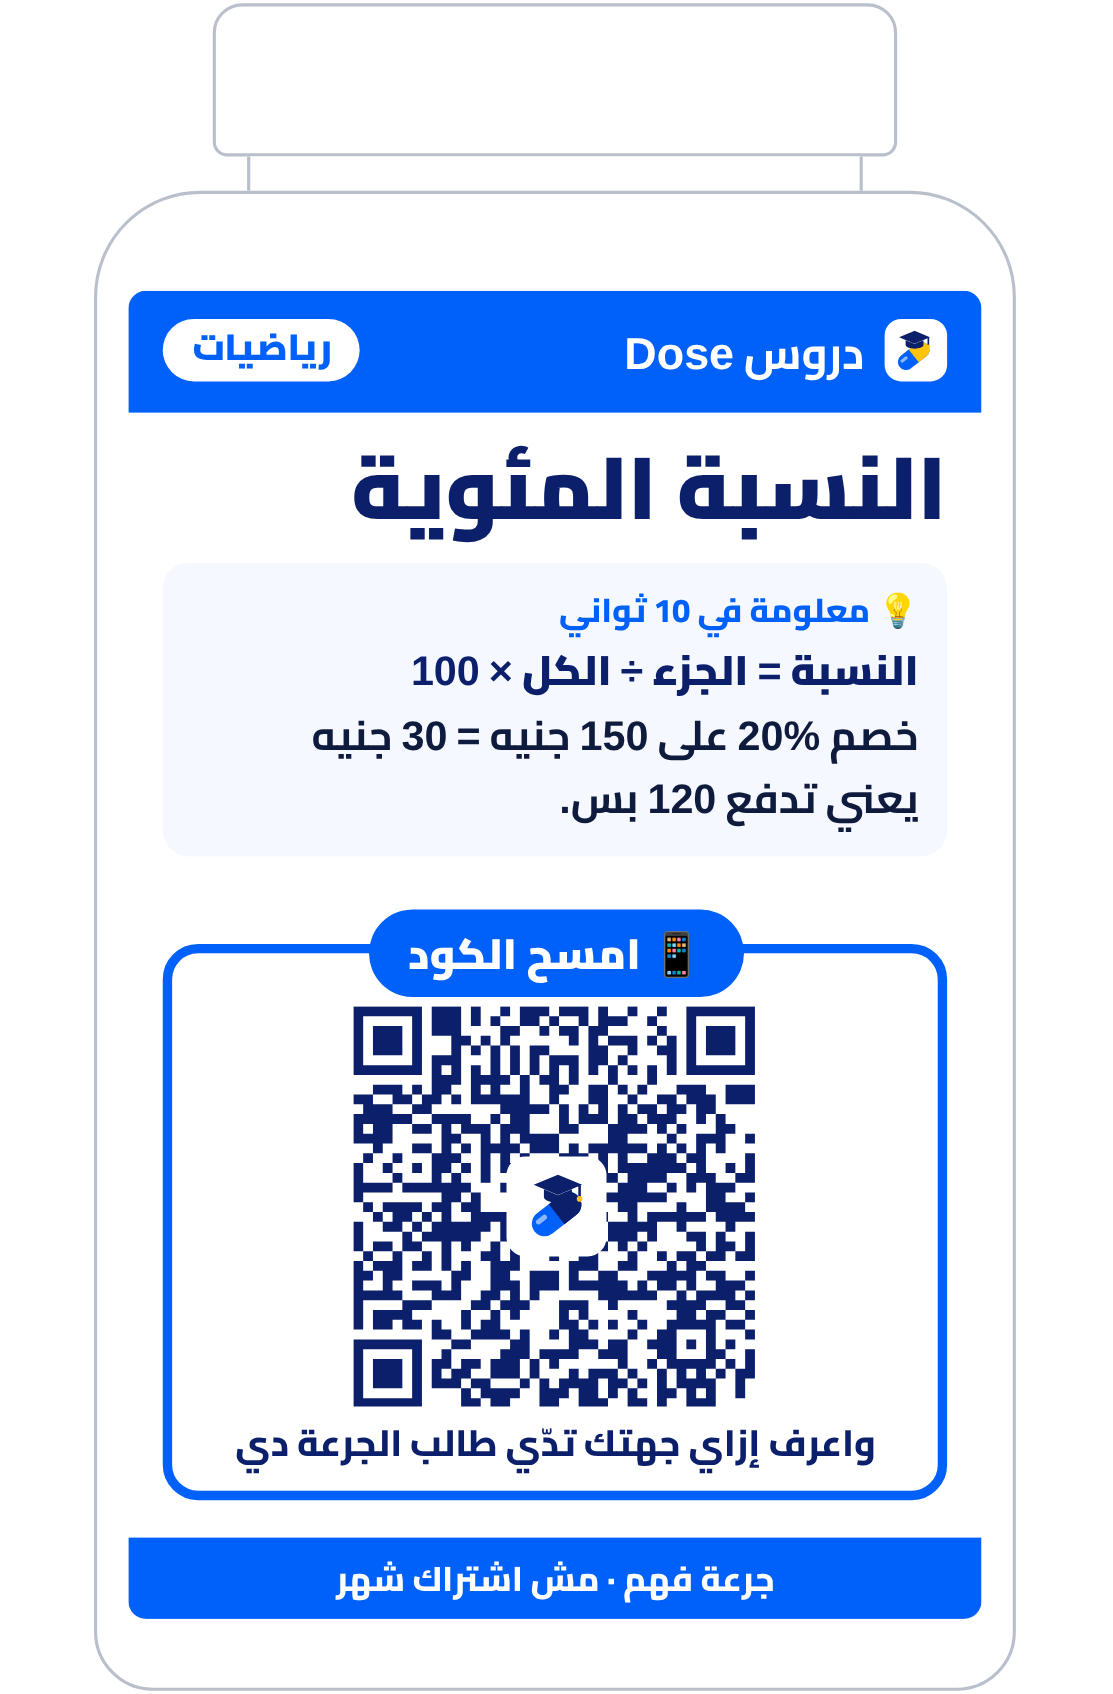 دروس Dose
رياضيات
النسبة المئوية
💡 معلومة في 10 ثواني
النسبة = الجزء ÷ الكل × 100
خصم 20% على 150 جنيه = 30 جنيه
يعني تدفع 120 بس.
📱 امسح الكود
واعرف إزاي جهتك تدّي طالب الجرعة دي
جرعة فهم · مش اشتراك شهر